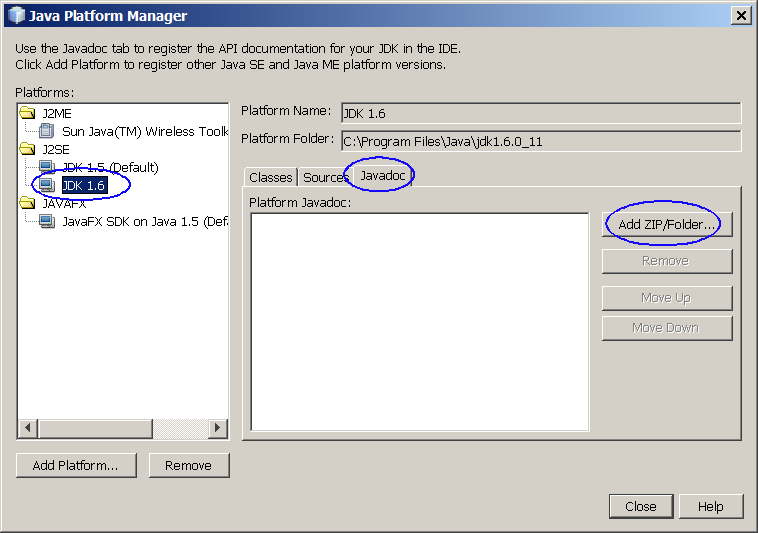 Java Platform Manager
Use the Javadoc tab to register the API documentation for your JDK in the IDE.
Click Add Platform to register other Java SE and Java ME platform versions.
Platforms:
J2ME
Sun Java(TM) Wireless Toolk
J2SE
JDK 1.5 (Default)
JDK 1.6
JAVAFX
JavaFX SDK on Java 1.5 (Defa
Add Platform...
Remove
Platform Name:
JDK 1.6
Platform Folder:
C:\Program Files\Java\jdk1.6.0_11
Classes
Sources
Javadoc
Platform Javadoc:
Add ZIP/Folder...
Remove
Move Up
Move Down
Close
Help